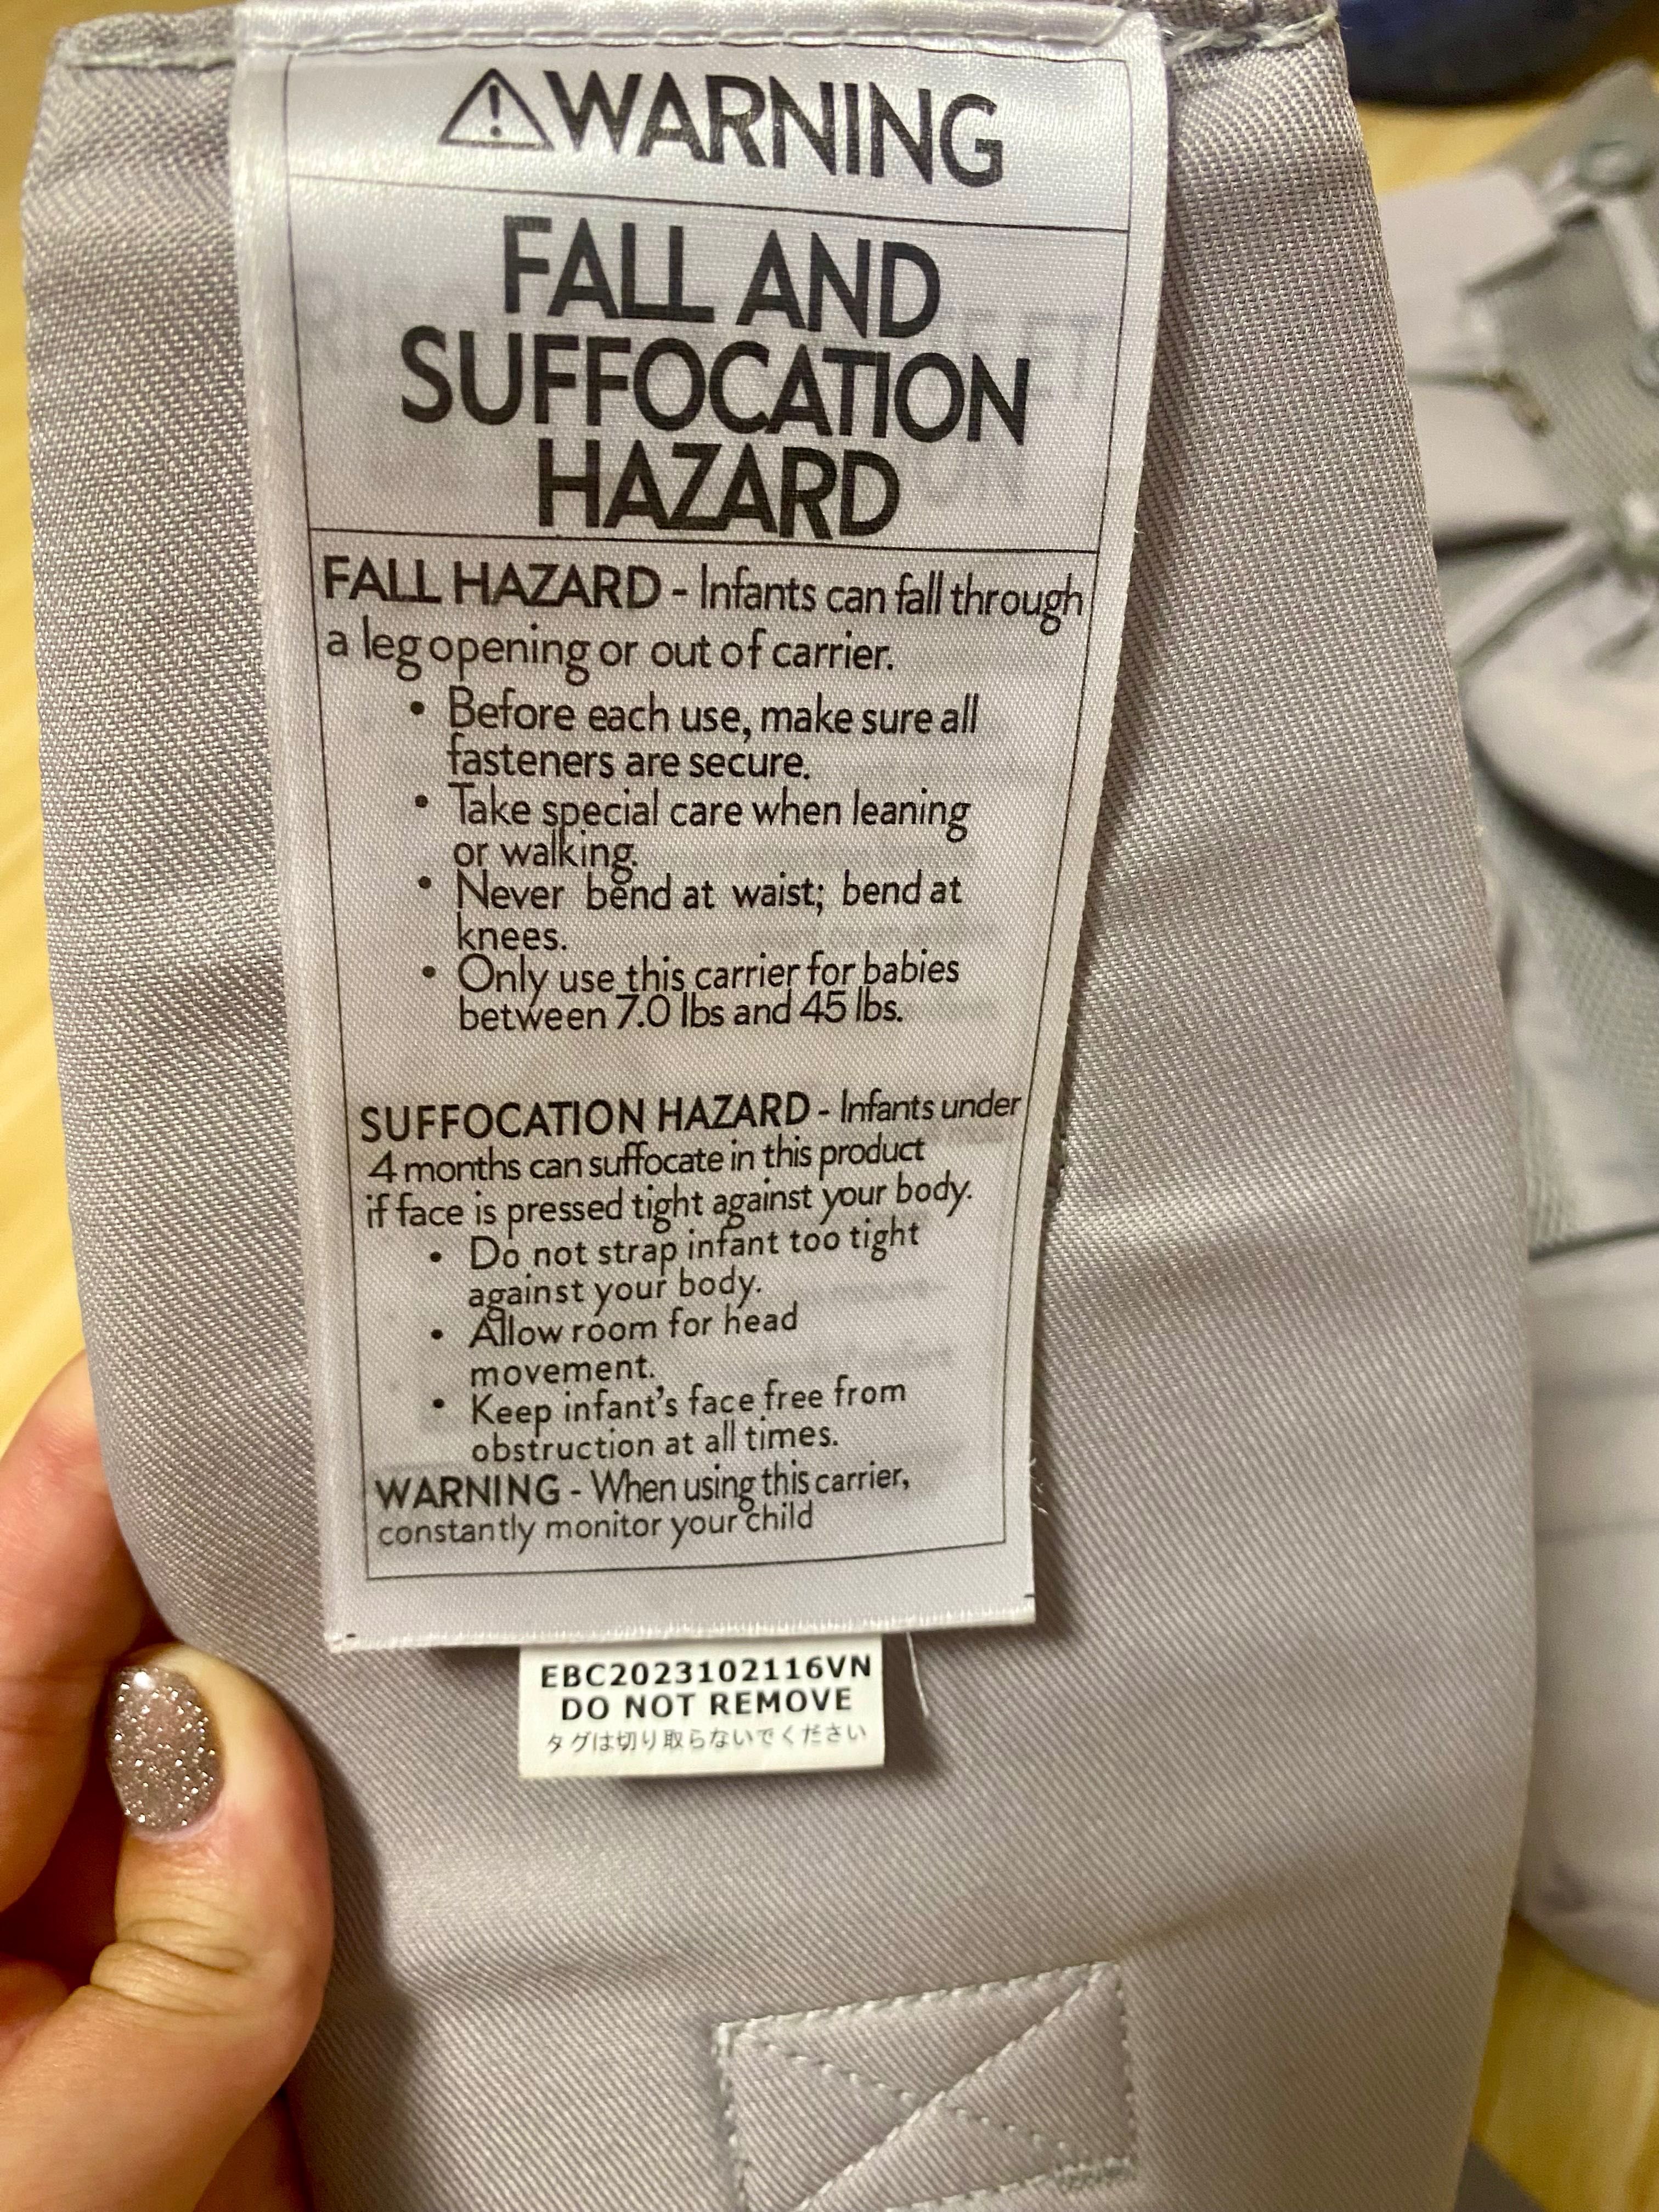 ⚠WARNING
FALL AND
SUFFOCATION
HAZARD
FALL HAZARD - Infants can fall through
a leg opening or out of carrier.
• Before each use, make sure all
fasteners are secure.
• Take special care when leaning
or walking.
• Never bend at waist; bend at
knees.
• Only use this carrier for babies
between 7.0 lbs and 45 lbs.
SUFFOCATION HAZARD - Infants under
4 months can suffocate in this product
if face is pressed tight against your body.
• Do not strap infant too tight
against your body.
• Allow room for head
movement.
• Keep infant's face free from
obstruction at all times.
WARNING - When using this carrier,
constantly monitor your child
EBC2023102116VN
DO NOT REMOVE
タグは切り取らないでください